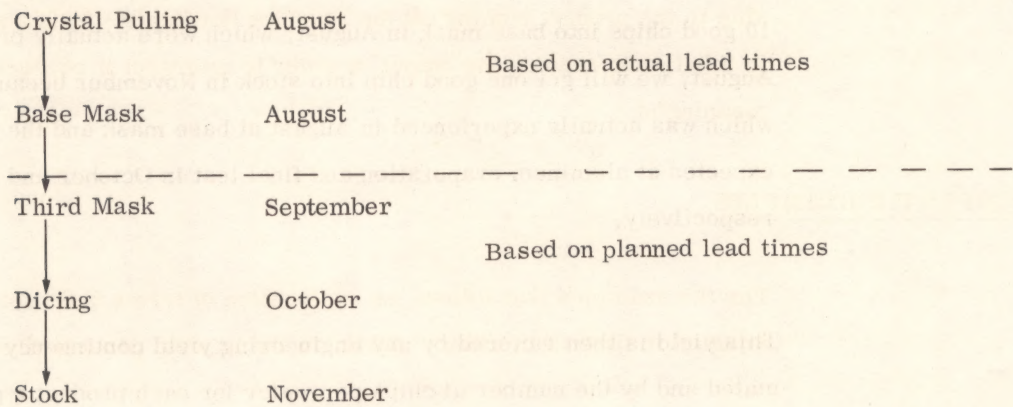 Crystal Pulling August
Based on actual lead times
Base Mask August
Third Mask September
Based on planned lead times
Dicing October
Stock November